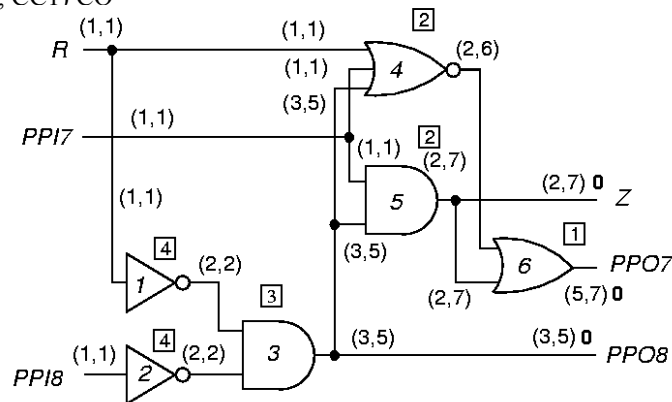 2
(1,1) (1,1) (2,6)
R 4
(1,1)
(3,5)
PPI7 (1,1) 2
(1,1) (2,7)
(2,7) 0
5 Z
(1,1) (3,5) 1
4 6 PPO7
(2,2) (2,7) (5,7) 0
1 3
4
(1,1) (2,2) 3 (3,5) (3,5) 0
PPI8 2 PPO8